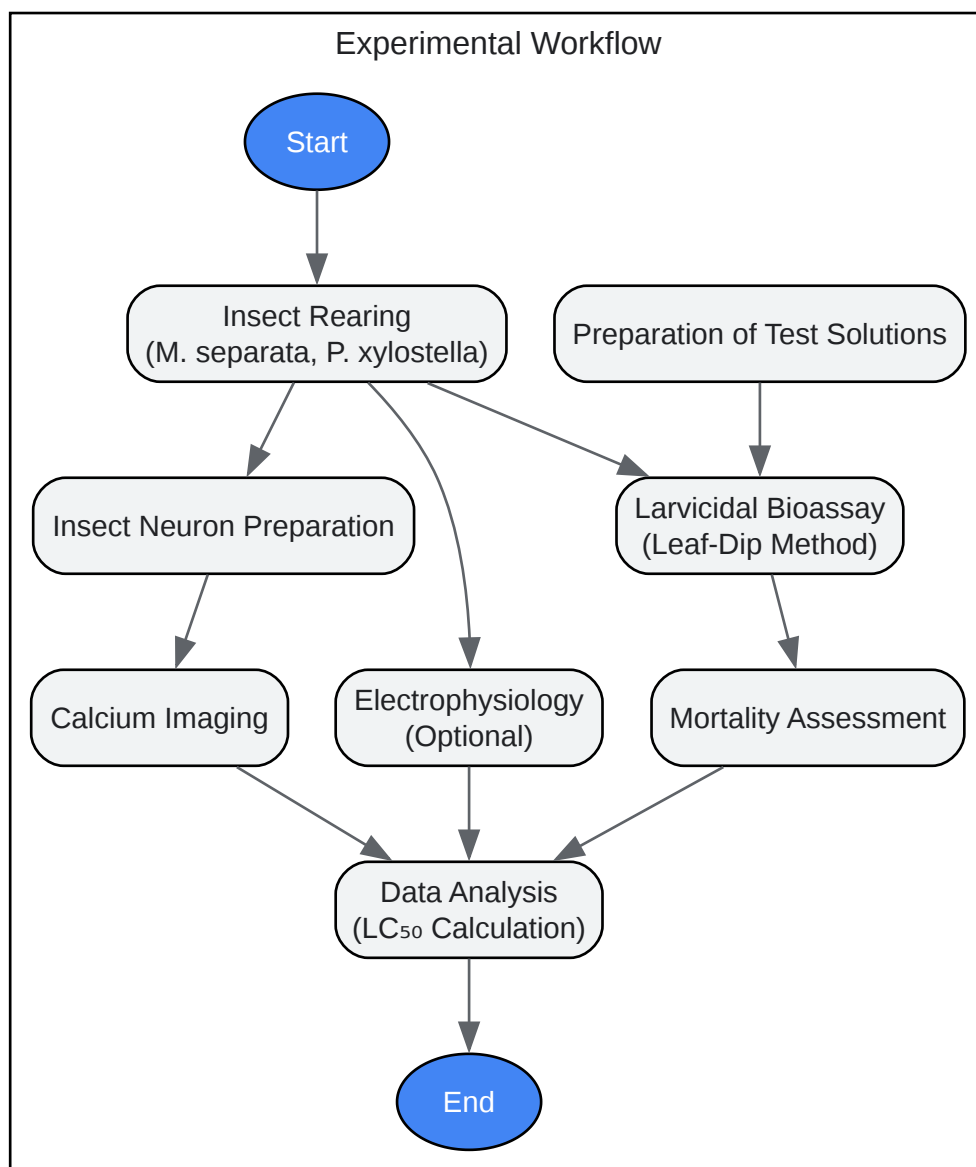 Experimental Workflow
Start
Insect Rearing
(M. separata, P. xylostella)
Preparation of Test Solutions
Insect Neuron Preparation
Larvicidal Bioassay
(Leaf-Dip Method)
Calcium Imaging
Electrophysiology
(Optional)
Mortality Assessment
Data Analysis
(LC₅₀ Calculation)
End